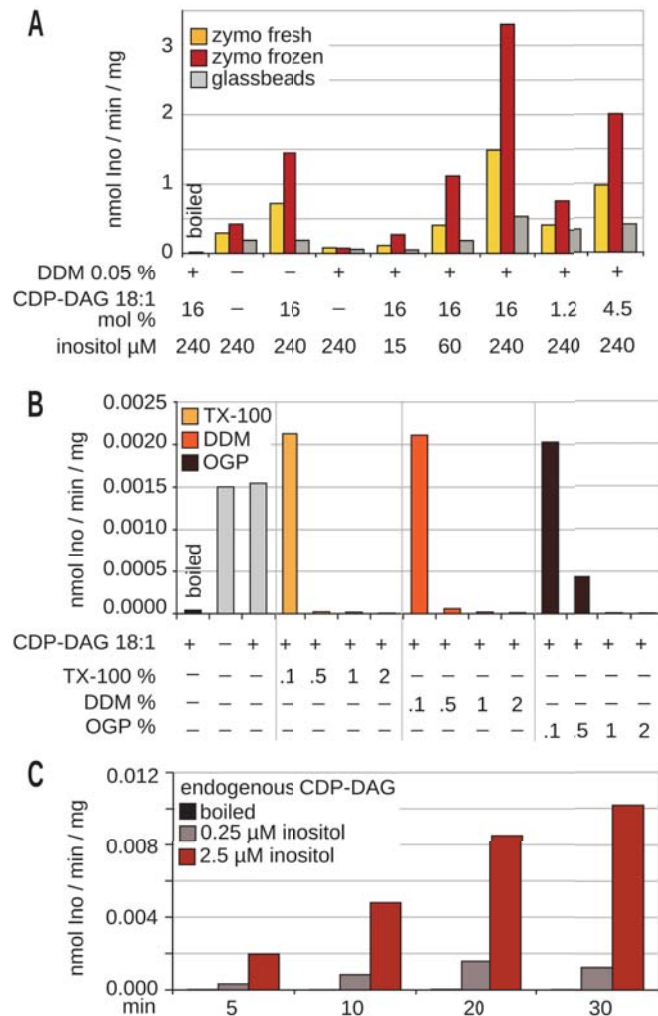 A
zymo fresh
zymo frozen
glassbeads
nmol Ino / min / mg
3
2
1
0
boiled
DDM 0.05 % + – – + + + + + +
CDP-DAG 18:1 mol % 16 – 16 – 16 16 16 1.2 4.5
inositol µM 240 240 240 240 15 60 240 240 240
B
TX-100
DDM
OGP
nmol Ino / min / mg
0.0025
0.0020
0.0015
0.0010
0.0005
0.0000
boiled
CDP-DAG 18:1 + – + + + + + + + + + + + + +
TX-100 % – – – .1 .5 1 2 – – – – – – – –
DDM % – – – – – – – .1 .5 1 2 – – – –
OGP % – – – – – – – – – – – .1 .5 1 2
C
endogenous CDP-DAG
boiled
0.25 µM inositol
2.5 µM inositol
nmol Ino / min / mg
0.012
0.008
0.004
0.000
min 5 10 20 30